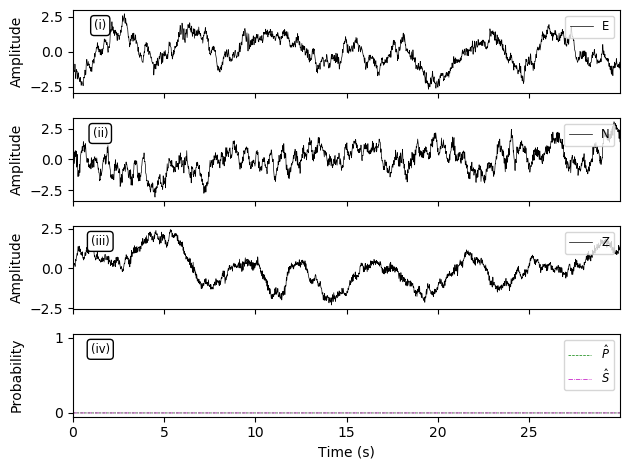 2.5
(i)
E
0.0
Amplitude
−2.5
2.5
(ii)
N
0.0
Amplitude
−2.5
2.5
(iii)
Z
0.0
Amplitude
−2.5
1
(iv)
P̂
Ŝ
Probability
0
0 5 10 15 20 25
Time (s)